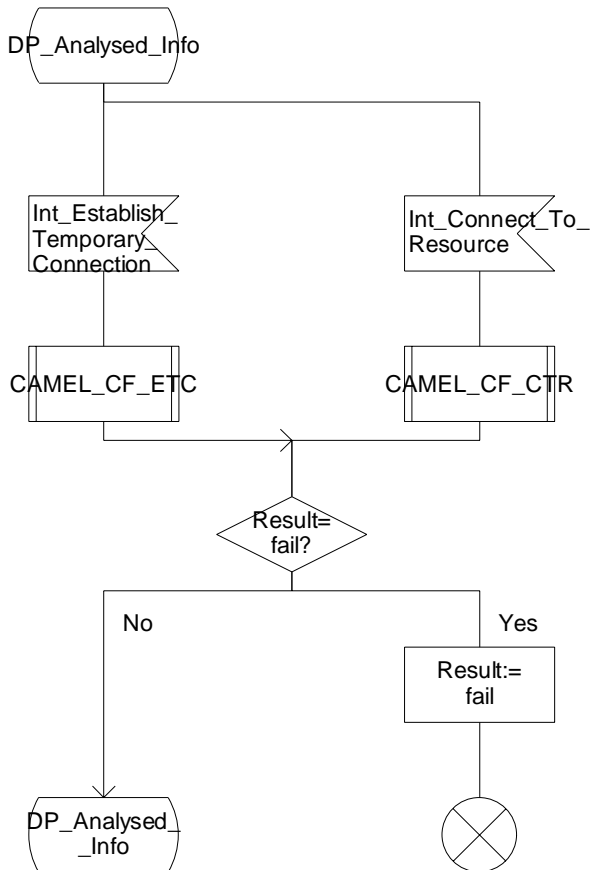 DP_Analysed_Info
Int_Establish_
Temporary_
Connection
Int_Connect_To_
Resource
CAMEL_CF_ETC
CAMEL_CF_CTR
Result=
fail?
No
Yes
Result:=
fail
DP_Analysed_
_Info